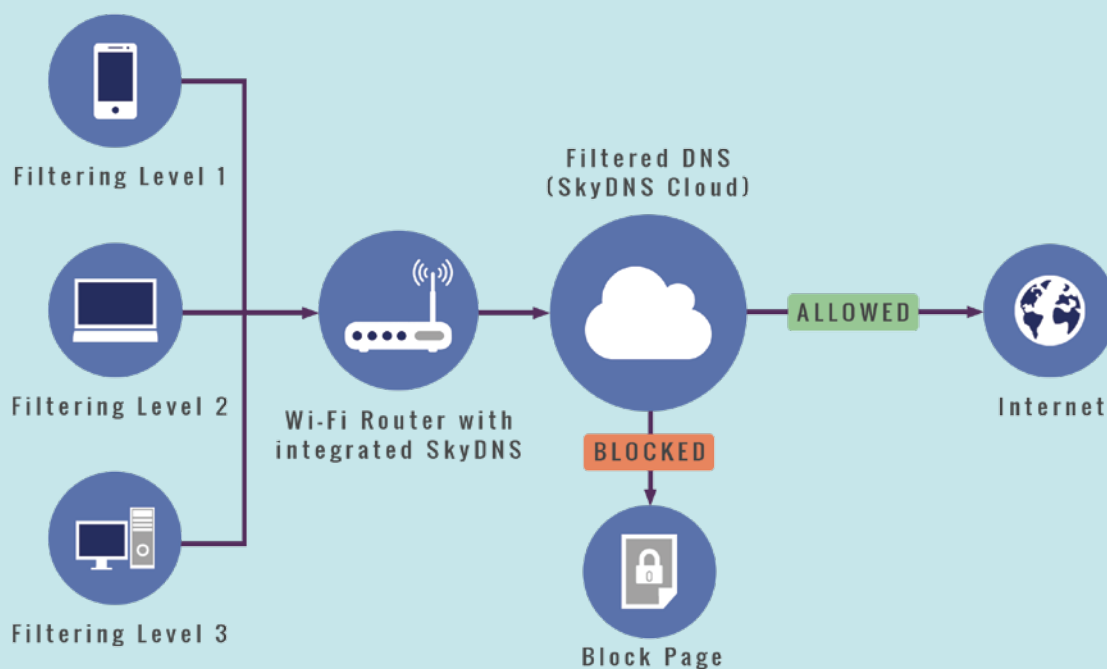 Filtering Level 1
Filtering Level 2
Filtering Level 3
Wi-Fi Router with
integrated SkyDNS
Filtered DNS
(SkyDNS Cloud)
ALLOWED
Internet
BLOCKED
Block Page